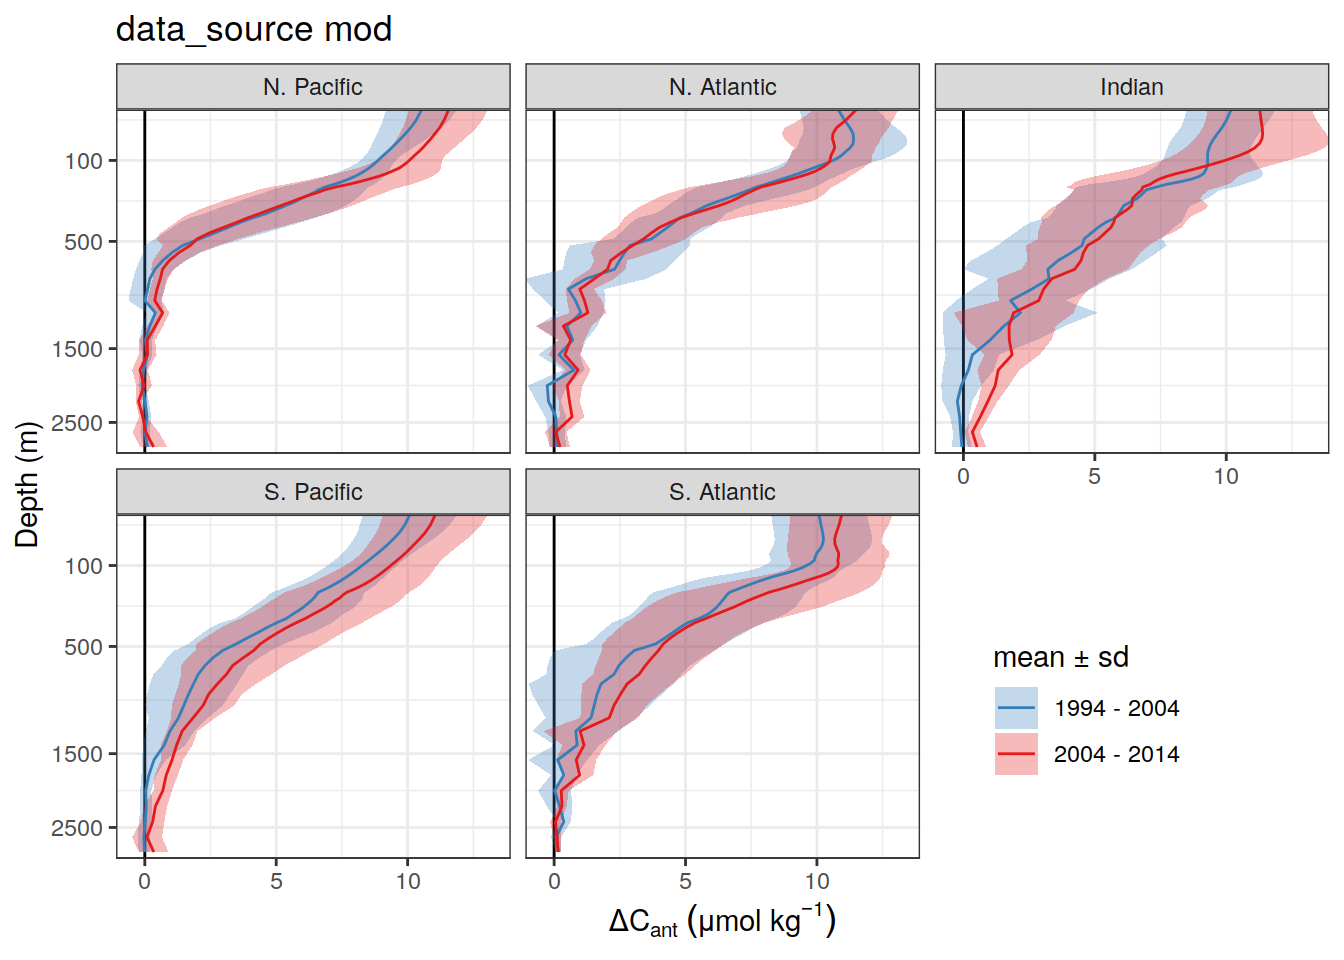 data_source mod
N. Pacific
N. Atlantic
Indian
100
500
1500
2500
0
5
10
S. Pacific
S. Atlantic
100
500
1500
2500
0
5
10
0
5
10
Depth (m)
ΔCant (μmol kg−1)
mean ± sd
1994 - 2004
2004 - 2014